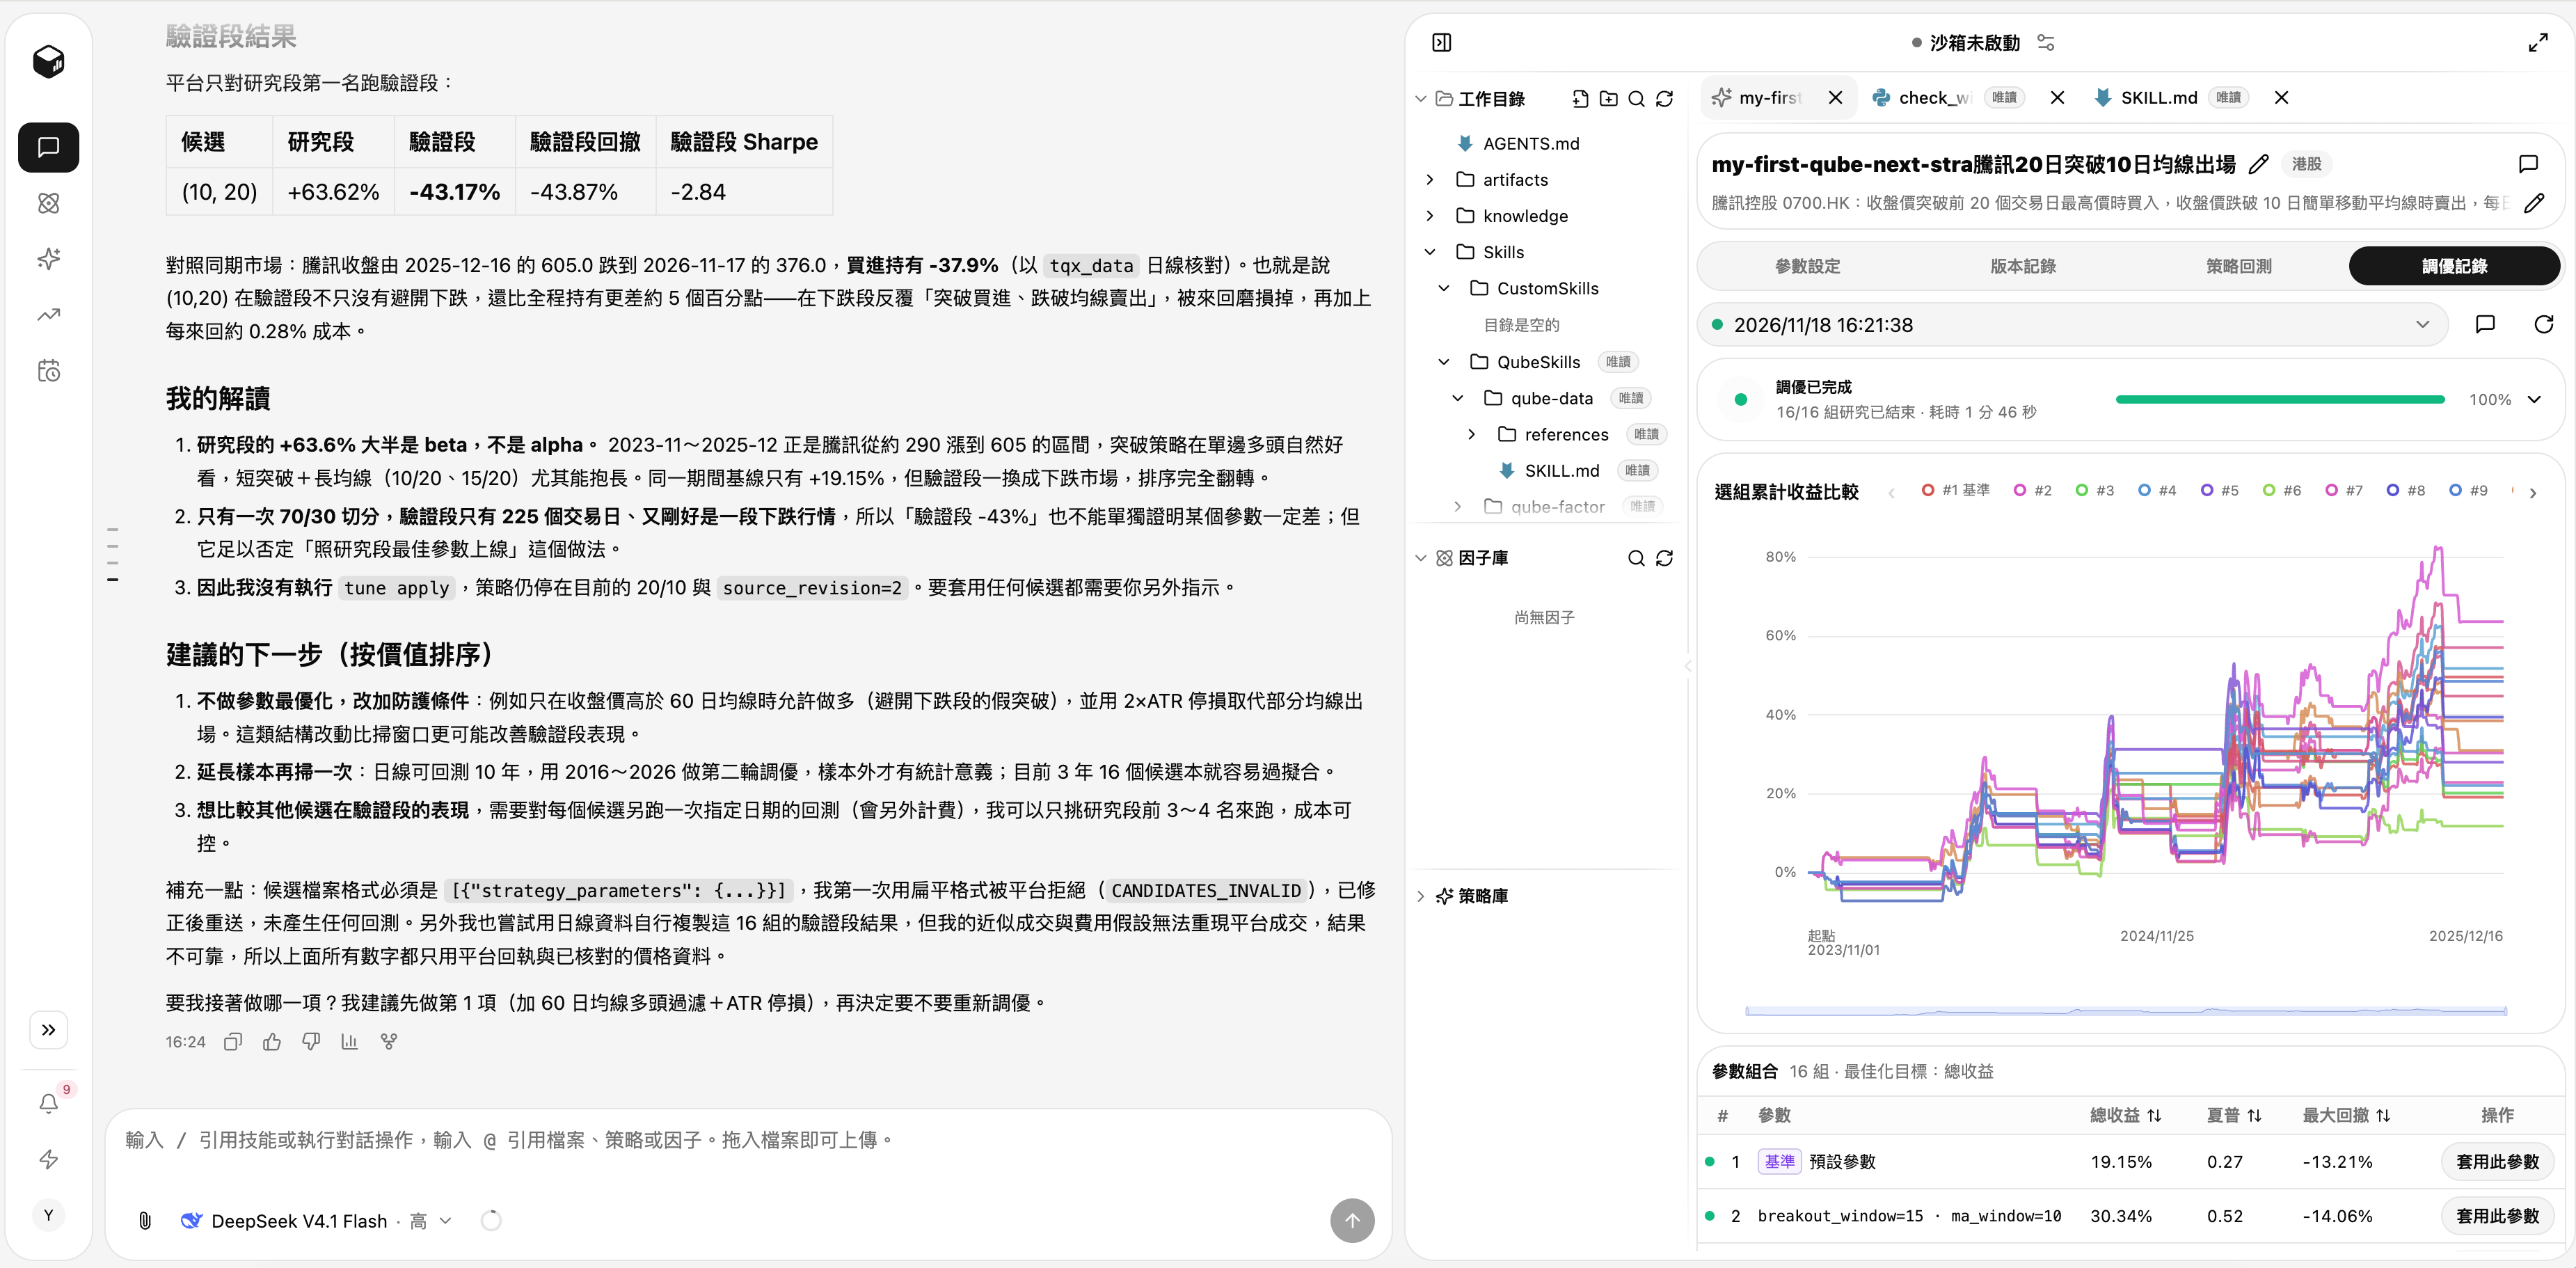 驗證段結果
平台只對研究段第一名跑驗證段：
候選 研究段 驗證段 驗證段回撤 驗證段 Sharpe
(10, 20) +63.62% -43.17% -43.87% -2.84
對照同期市場：騰訊收盤由 2025-12-16 的 605.0 跌到 2026-11-17 的 376.0，買進持有 -37.9%（以 tqx_data 日線核對）。也就是說
(10,20) 在驗證段不只沒有避開下跌，還比全程持有更差約 5 個百分點——在下跌段反覆「突破買進、跌破均線賣出」，被來回磨損掉，再加上
每來回約 0.28% 成本。
我的解讀
1. 研究段的 +63.6% 大半是 beta，不是 alpha。 2023-11～2025-12 正是騰訊從約 290 漲到 605 的區間，突破策略在單邊多頭自然好
看，短突破＋長均線（10/20、15/20）尤其能抱長。同一期間基線只有 +19.15%，但驗證段一換成下跌市場，排序完全翻轉。
2. 只有一次 70/30 切分，驗證段只有 225 個交易日、又剛好是一段下跌行情，所以「驗證段 -43%」也不能單獨證明某個參數一定差；但
它足以否定「照研究段最佳參數上線」這個做法。
3. 因此我沒有執行 tune apply，策略仍停在目前的 20/10 與 source_revision=2。要套用任何候選都需要你另外指示。
建議的下一步（按價值排序）
1. 不做參數最優化，改加防護條件：例如只在收盤價高於 60 日均線時允許做多（避開下跌段的假突破），並用 2×ATR 停損取代部分均線出
場。這類結構改動比掃窗口更可能改善驗證段表現。
2. 延長樣本再掃一次：日線可回測 10 年，用 2016～2026 做第二輪調優，樣本外才有統計意義；目前 3 年 16 個候選本就容易過擬合。
3. 想比較其他候選在驗證段的表現，需要對每個候選另跑一次指定日期的回測（會另外計費），我可以只挑研究段前 3～4 名來跑，成本可
控。
補充一點：候選檔案格式必須是 [{"strategy_parameters": {...}}]，我第一次用扁平格式被平台拒絕（CANDIDATES_INVALID），已修
正後重送，未產生任何回測。另外我也嘗試用日線資料自行複製這 16 組的驗證段結果，但我的近似成交與費用假設無法重現平台成交，結果
不可靠，所以上面所有數字都只用平台回執與已核對的價格資料。
要我接著做哪一項？我建議先做第 1 項（加 60 日均線多頭過濾＋ATR 停損），再決定要不要重新調優。
16:24
9
Y
輸入 / 引用技能或執行對話操作，輸入 @ 引用檔案、策略或因子。拖入檔案即可上傳。
DeepSeek V4.1 Flash · 高
沙箱未啟動
工作目錄
AGENTS.md
artifacts
knowledge
Skills
CustomSkills
目錄是空的
QubeSkills 唯讀
qube-data 唯讀
references 唯讀
SKILL.md 唯讀
qube-factor 唯讀
因子庫
尚無因子
策略庫
my-first check_wi 唯讀 SKILL.md 唯讀
my-first-qube-next-stra騰訊20日突破10日均線出場 港股
騰訊控股 0700.HK：收盤價突破前 20 個交易日最高價時買入，收盤價跌破 10 日簡單移動平均線時賣出，每日
參數設定 版本記錄 策略回測 調優記錄
2026/11/18 16:21:38
調優已完成
16/16 組研究已結束 · 耗時 1 分 46 秒
100%
選組累計收益比較 #1 基準 #2 #3 #4 #5 #6 #7 #8 #9
80%
60%
40%
20%
0%
起點
2023/11/01
2024/11/25
2025/12/16
參數組合 16 組 · 最佳化目標：總收益
# 參數 總收益 夏普 最大回撤 操作
1 基準 預設參數 19.15% 0.27 -13.21% 套用此參數
2 breakout_window=15 · ma_window=10 30.34% 0.52 -14.06% 套用此參數